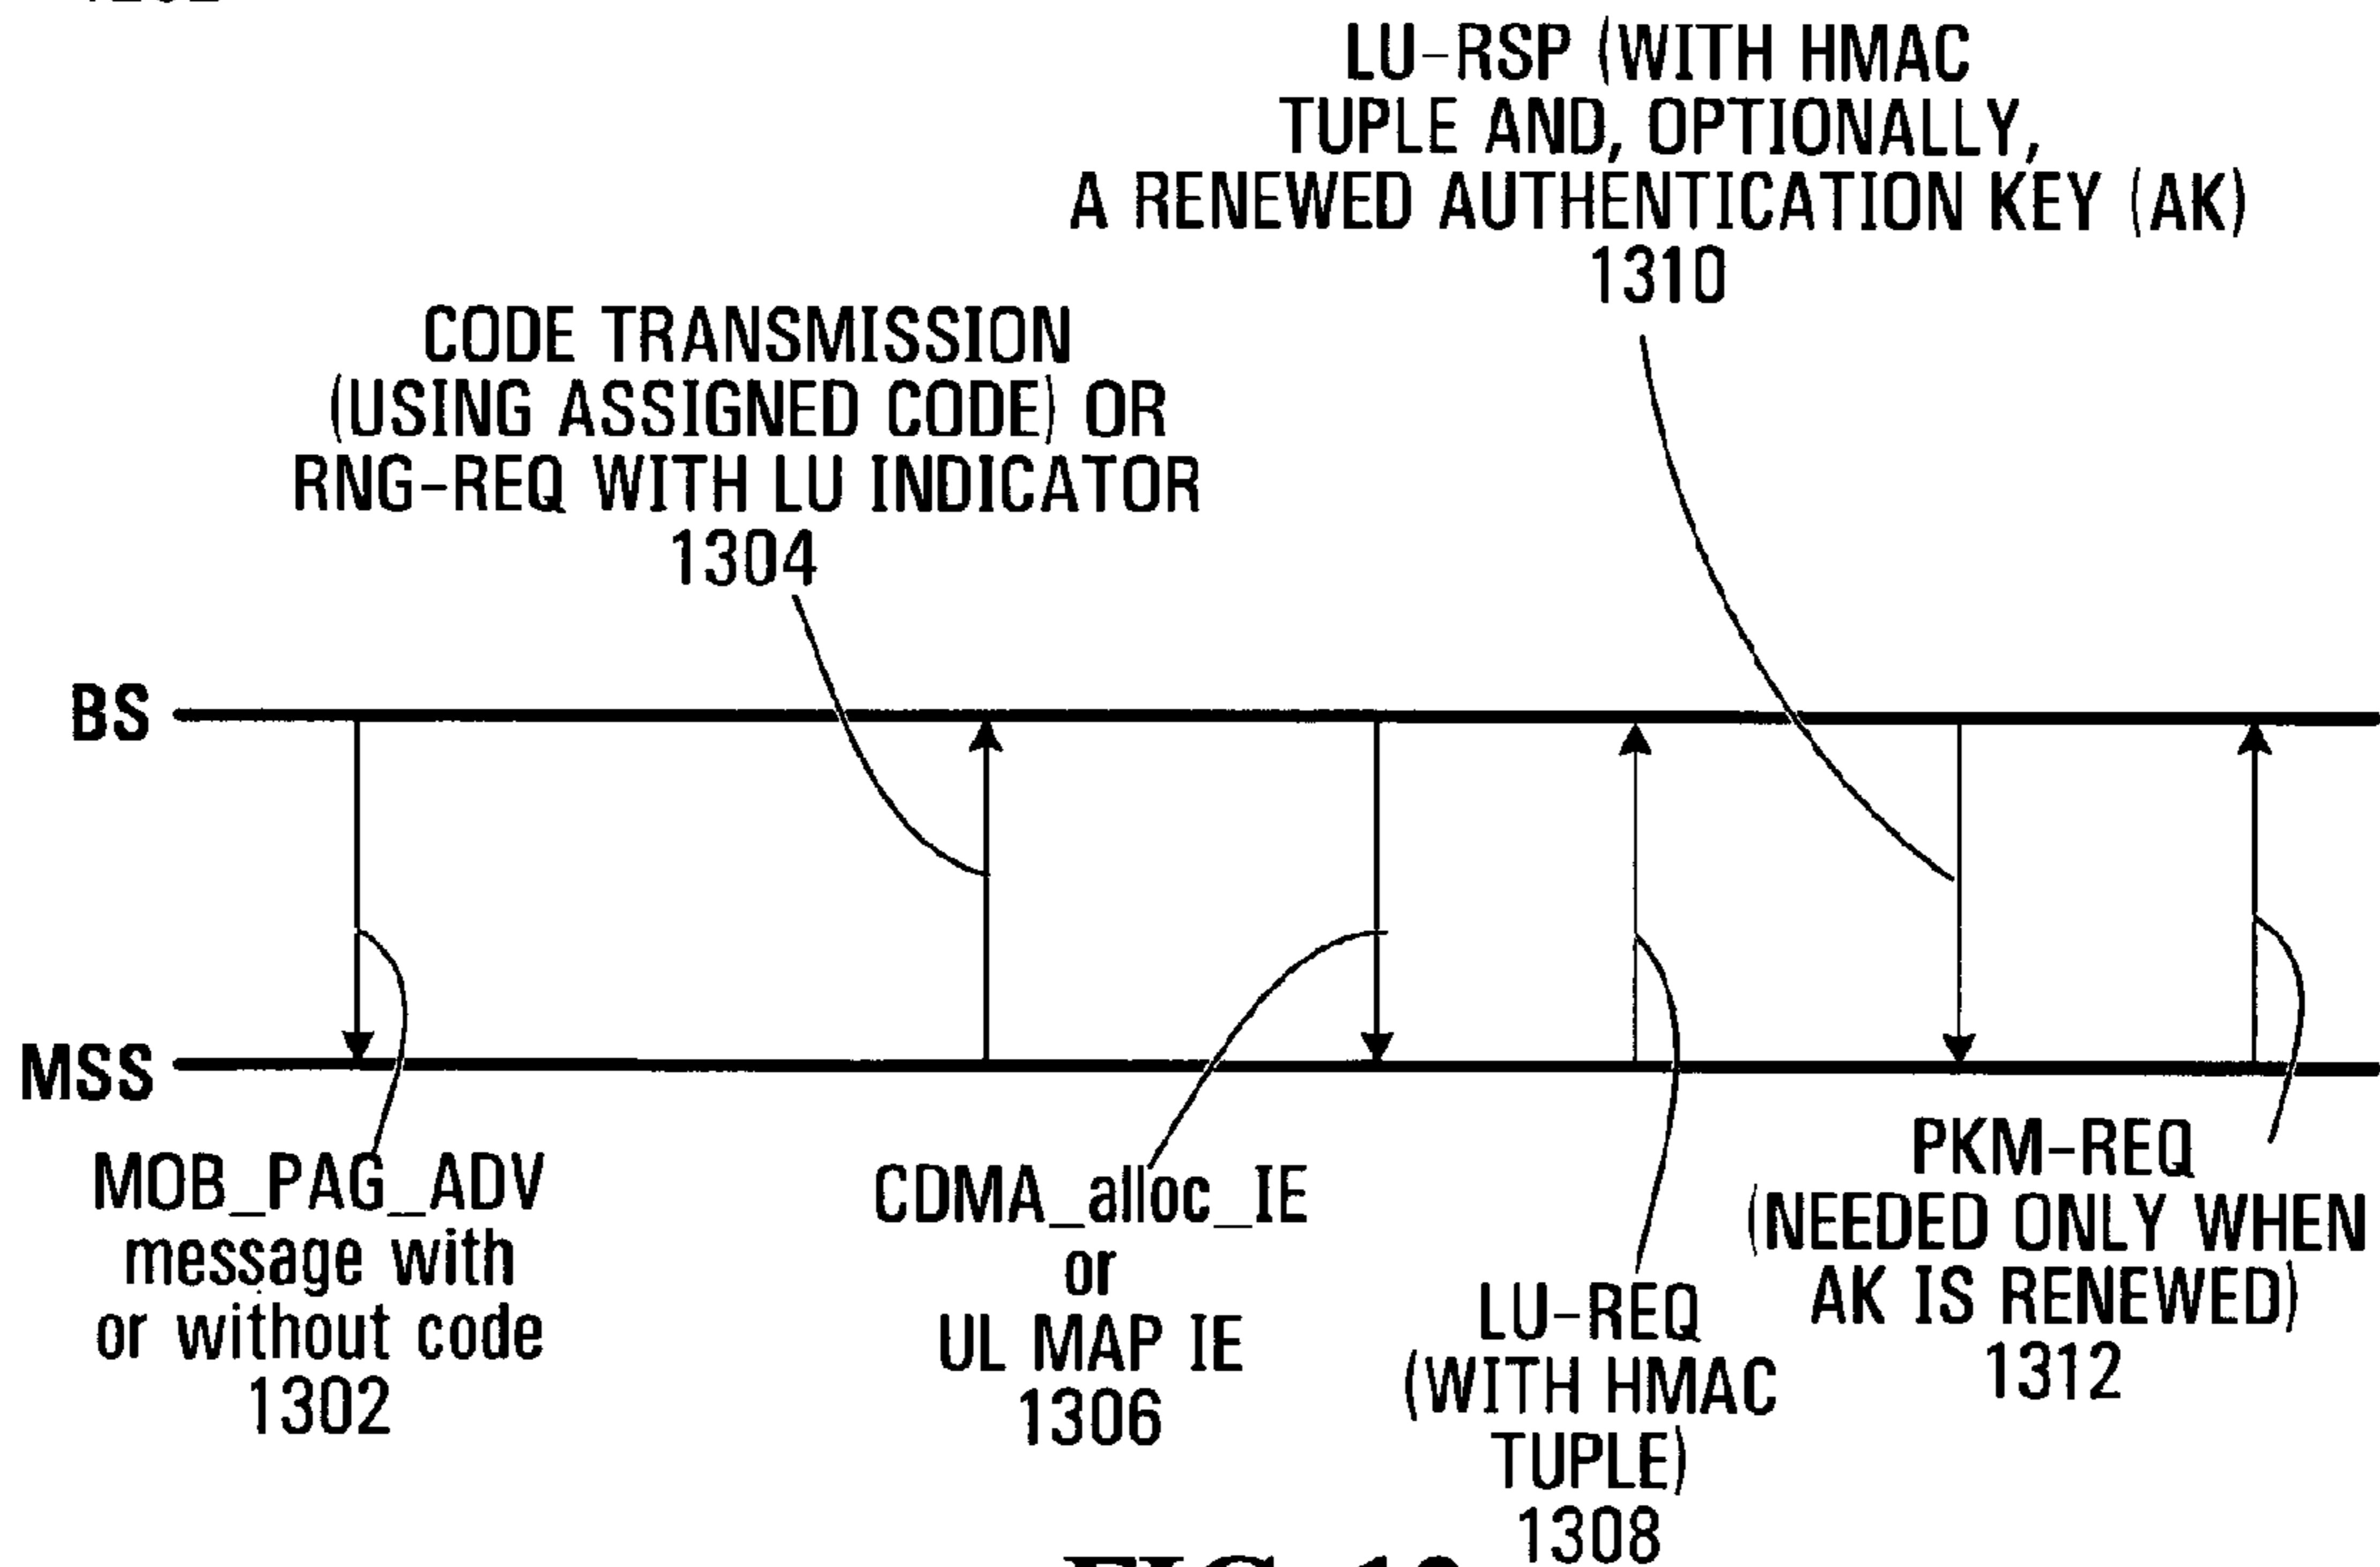 LU-RSP (WITH HMAC
TUPLE AND, OPTIONALLY,
A RENEWED AUTHENTICATION KEY (AK)
1310
CODE TRANSMISSION
(USING ASSIGNED CODE) OR
RNG-REQ WITH LU INDICATOR
1304
BS
MSS
MOB_PAG_ADV
message with
or without code
1302
CDMA_alloc_IE
or
UL MAP IE
1306
LU-REQ
(WITH HMAC
TUPLE)
1308
PKM-REQ
(NEEDED ONLY WHEN
AK IS RENEWED)
1312